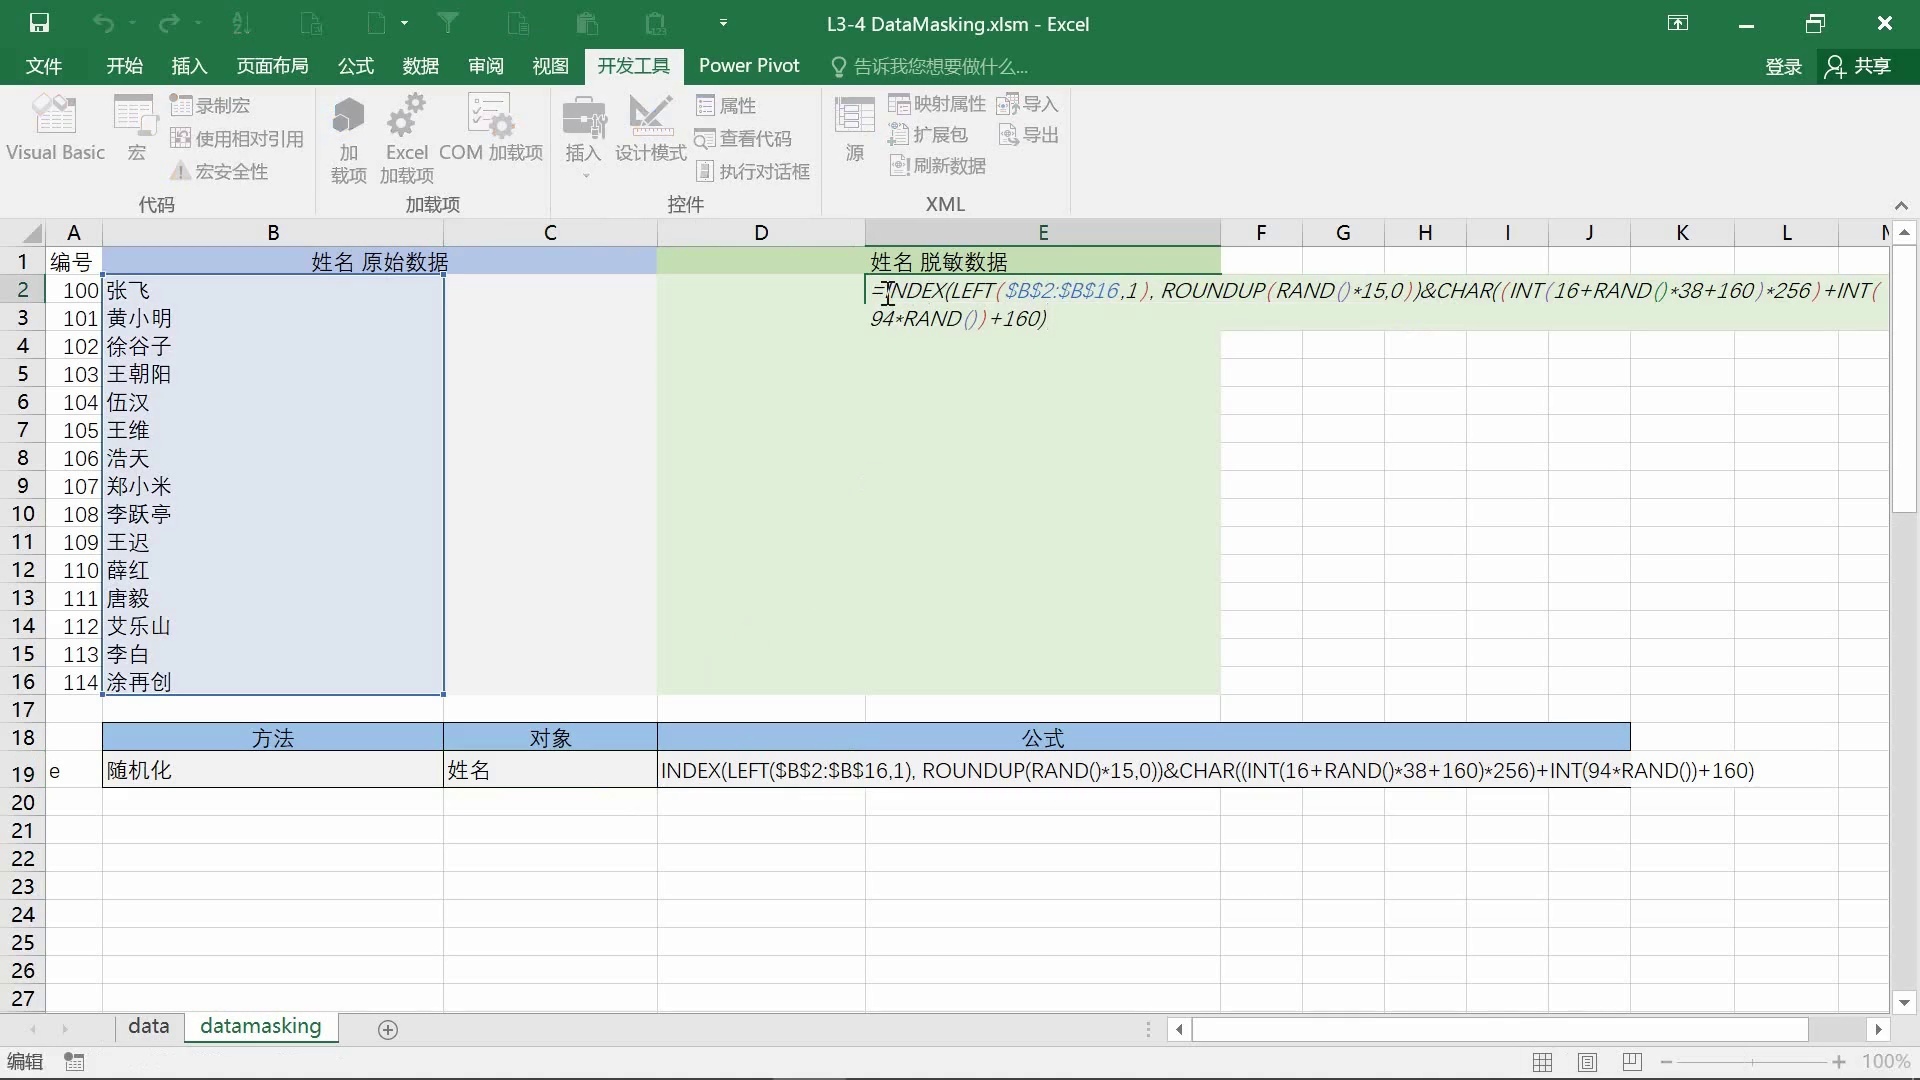 L3-4 DataMasking.xlsm - Excel
文件 开始 插入 页面布局 公式 数据 审阅 视图 开发工具 Power Pivot 告诉我您想要做什么... 登录 共享
Visual Basic 宏 录制宏 使用相对引用 宏安全性 代码
加载项 Excel 加载项 COM 加载项 加载项
插入 设计模式 属性 查看代码 执行对话框 控件
源 映射属性 扩展包 刷新数据 导入 导出 XML
A B C D E F G H I J K L
1 编号 姓名 原始数据 姓名 脱敏数据
2 100 张飞 =INDEX(LEFT($B$2:$B$16,1), ROUNDUP(RAND()*15,0))&CHAR((INT(16+RAND()*38+160)*256)+INT(
3 101 黄小明 94*RAND())+160)
4 102 徐谷子
5 103 王朝阳
6 104 伍汉
7 105 王维
8 106 浩天
9 107 郑小米
10 108 李跃亭
11 109 王迟
12 110 薛红
13 111 唐毅
14 112 艾乐山
15 113 李白
16 114 涂再创
17
18 方法 对象 公式
19 e 随机化 姓名 INDEX(LEFT($B$2:$B$16,1), ROUNDUP(RAND()*15,0))&CHAR((INT(16+RAND()*38+160)*256)+INT(94*RAND())+160)
20
21
22
23
24
25
26
27
data datamasking
编辑 100%